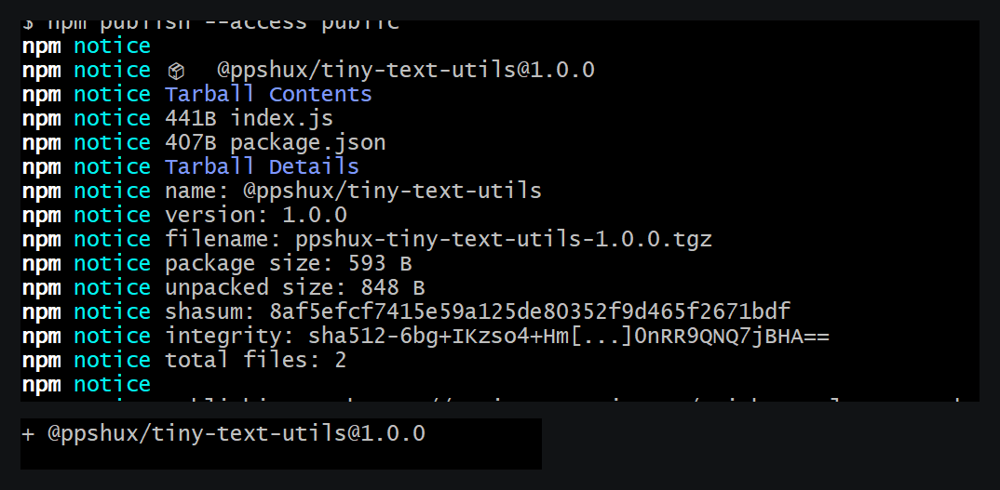 $ npm publish --access public
npm notice
npm notice 📦 @ppshux/tiny-text-utils@1.0.0
npm notice Tarball Contents
npm notice 441B index.js
npm notice 407B package.json
npm notice Tarball Details
npm notice name: @ppshux/tiny-text-utils
npm notice version: 1.0.0
npm notice filename: ppshux-tiny-text-utils-1.0.0.tgz
npm notice package size: 593 B
npm notice unpacked size: 848 B
npm notice shasum: 8af5efcf7415e59a125de80352f9d465f2671bdf
npm notice integrity: sha512-6bg+IKzso4+Hm[...]0nRR9QNQ7jBHA==
npm notice total files: 2
npm notice
+ @ppshux/tiny-text-utils@1.0.0